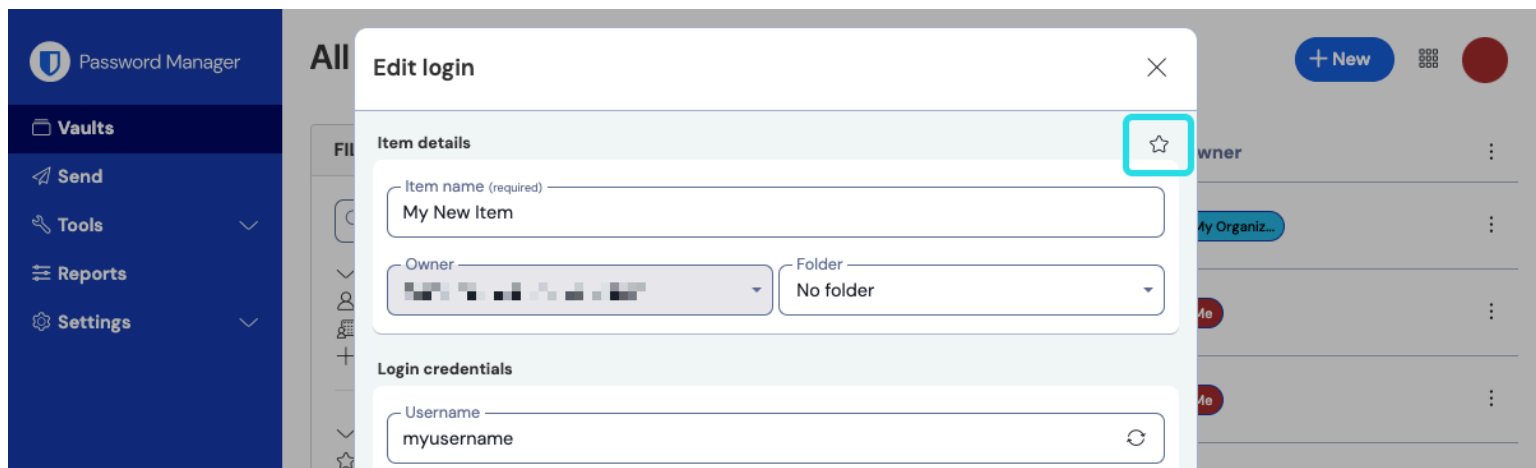 Password Manager
Vaults
Send
Tools
Reports
Settings
All
New
FIL
wner
My Organiz...
Me
Me
Edit login
Item details
Item name (required)
My New Item
Owner
Folder
No folder
Login credentials
Username
myusername